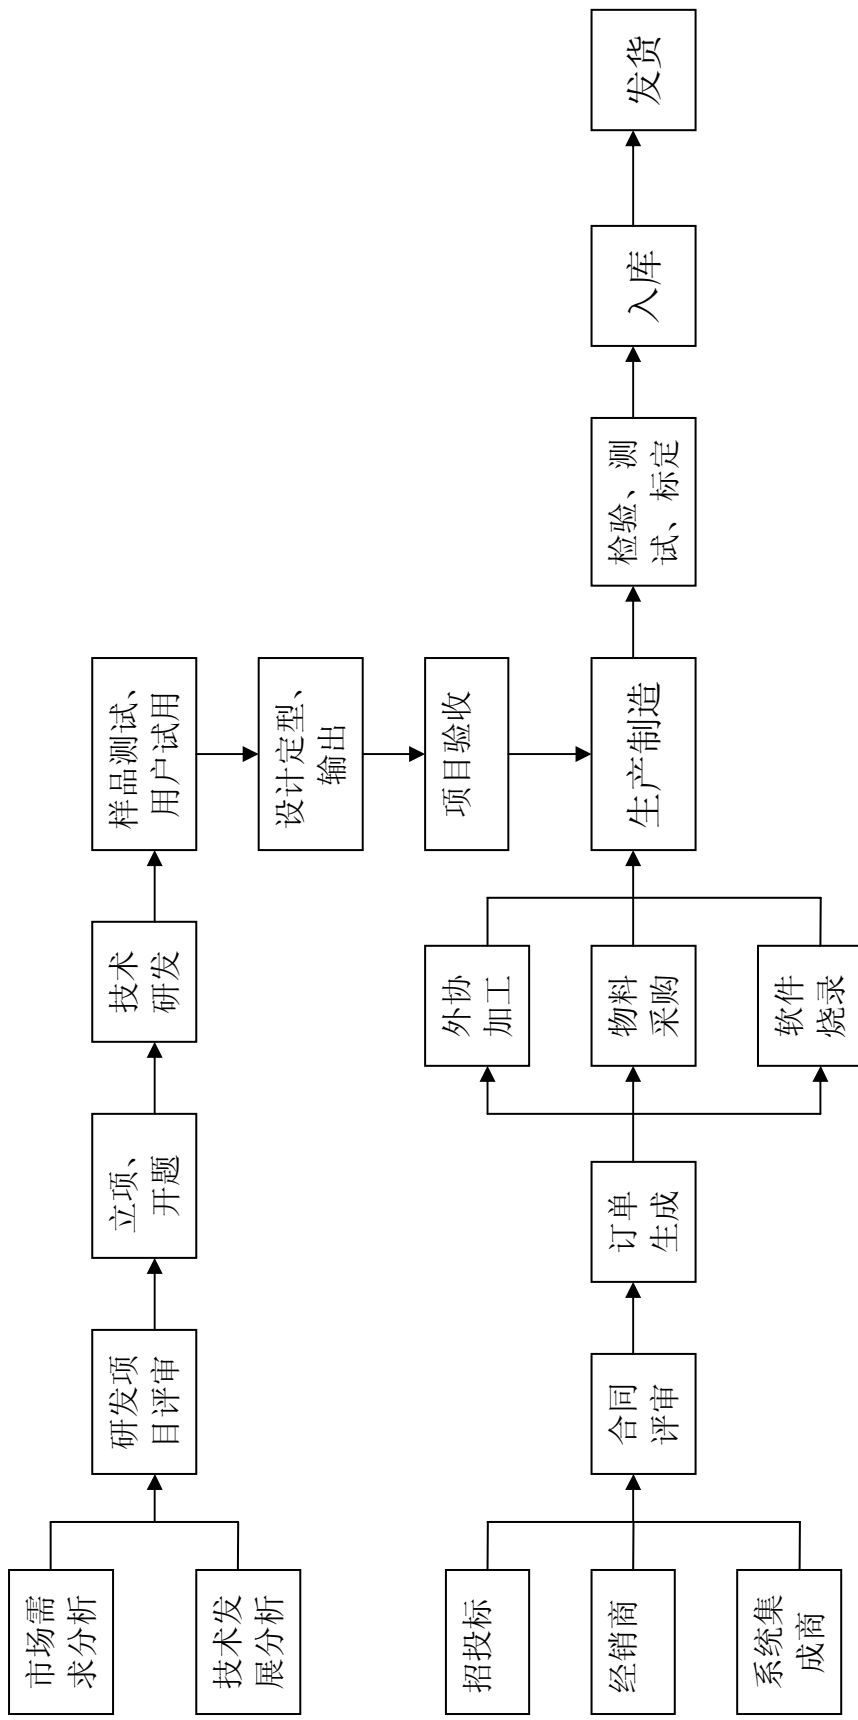 市场需
求分析
技术发
展分析
研发项
目评审
立项、
开题
技术
研发
样品测试、
用户试用
设计定型、
输出
项目验收
招投标
经销商
系统集
成商
合同
评审
订单
生成
外协
加工
物料
采购
软件
烧录
生产制造
检验、测
试、标定
入库
发货